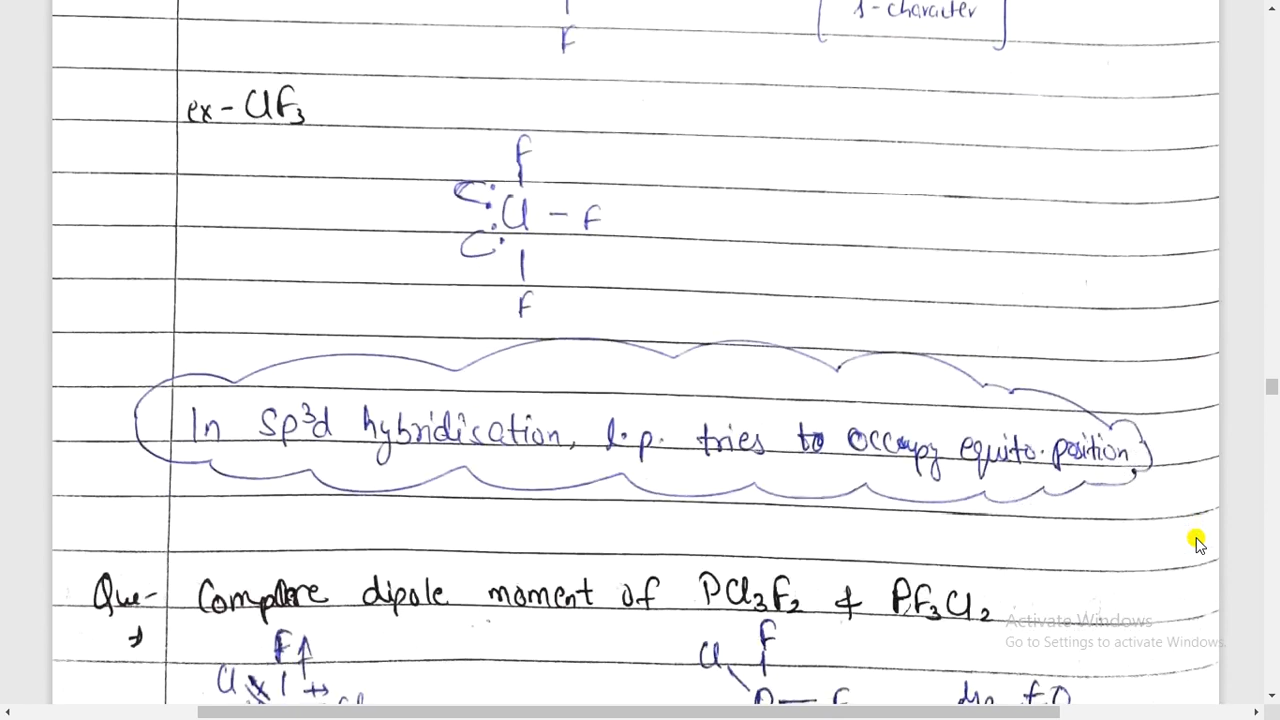 s-character
F
ex- ClF3
F
Cl - F
F
In sp³d hybridisation, l.p. tries to occupy equito. position
Que- Compare dipole moment of PCl3F2 & PF3Cl2
Activate Windows
F
Go to Settings to activate Windows.
F Cl
Cl